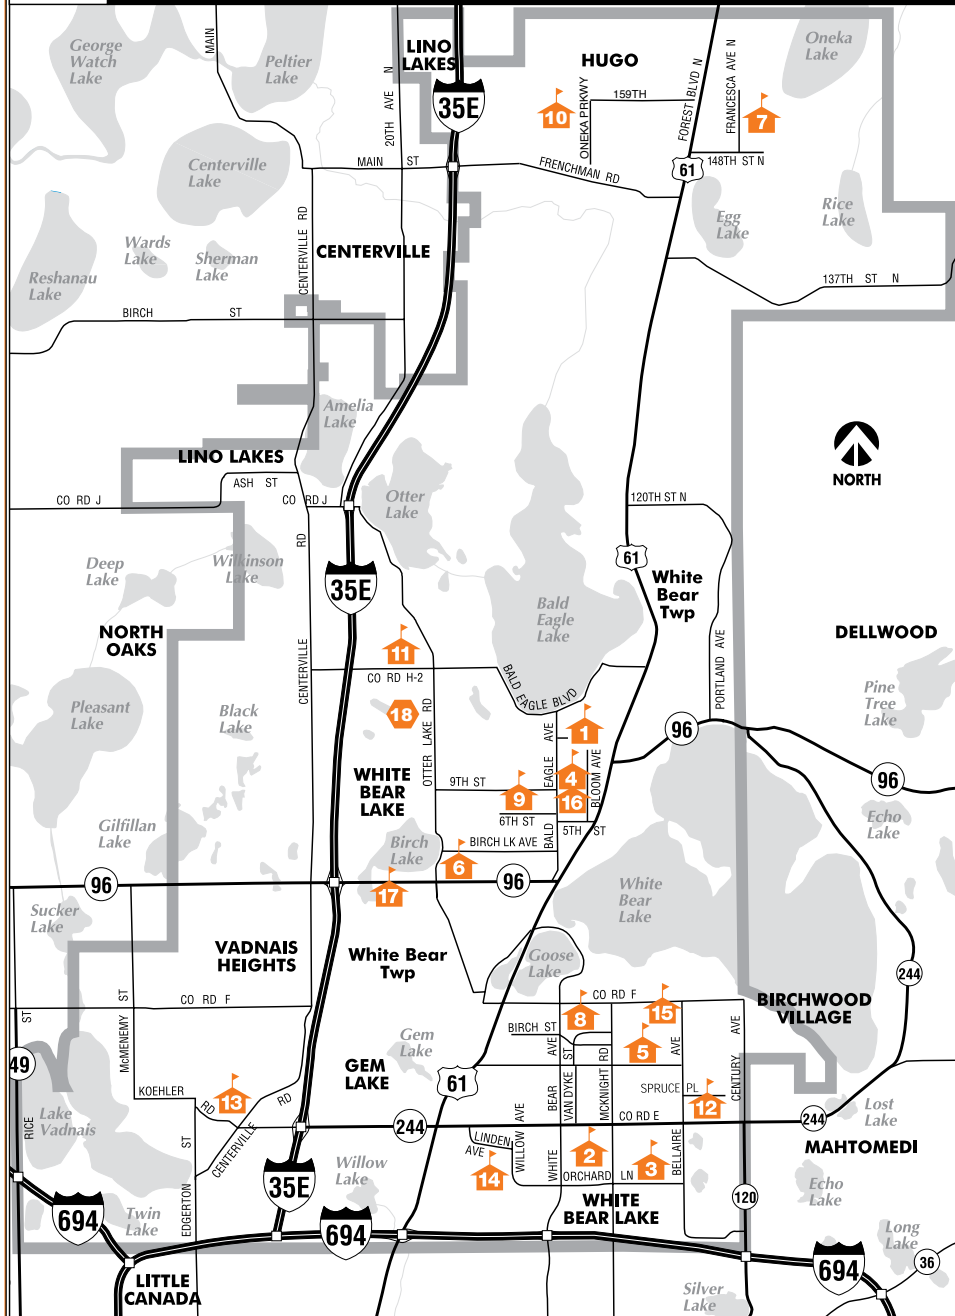 George
Watch
Lake
MAIN
Peltier
Lake
LINO
LAKES
20TH AVE N
35E
HUGO
159TH
10
ONEKA PRKWY
FOREST BLVD N
FRANCESCA AVE N
7
Oneka
Lake
148TH ST N
61
Centerville
Lake
MAIN ST
FRENCHMAN RD
Egg
Lake
Rice
Lake
Wards
Lake
Sherman
Lake
Reshanau
Lake
CENTERVILLE RD
CENTERVILLE
137TH ST N
BIRCH ST
Amelia
Lake
NORTH
LINO LAKES
ASH ST
CO RD J
CO RD J
Otter
Lake
120TH ST N
RD
Deep
Lake
Wilkinson
Lake
35E
61
White
Bear
Twp
Bald
Eagle
Lake
NORTH
OAKS
DELLWOOD
11
CENTERVILLE
CO RD H-2
BALD EAGLE BLVD
PORTLAND AVE
Pine
Tree
Lake
Pleasant
Lake
Black
Lake
18
OTTER LAKE RD
1
96
WHITE
BEAR
LAKE
9TH ST
BALD EAGLE AVE
4
BLOOM AVE
96
9
16
6TH ST
5TH ST
Echo
Lake
Gilfillan
Lake
Birch
Lake
BIRCH LK AVE
6
96
17
96
White
Bear
Lake
Sucker
Lake
VADNAIS
HEIGHTS
White Bear
Twp
Goose
Lake
244
CO RD F
CO RD F
BIRCHWOOD
VILLAGE
McMENEMY ST
8
15
BIRCH ST
5
Gem
Lake
GEM
LAKE
49
RICE ST
KOEHLER RD
13
CENTERVILLE RD
61
WHITE BEAR AVE
VAN DYKE ST
MCKNIGHT RD
SPRUCE PL
12
BELLAIRE AVE
CENTURY AVE
Lake
Vadnais
244
CO RD E
244
Lost
Lake
MAHTOMEDI
LINDEN
AVE
WILLOW AVE
14
2
3
ORCHARD LN
Willow
Lake
35E
EDGERTON ST
WHITE
BEAR LAKE
120
Echo
Lake
694
Twin
Lake
694
Long
Lake
36
694
LITTLE
CANADA
Silver
Lake